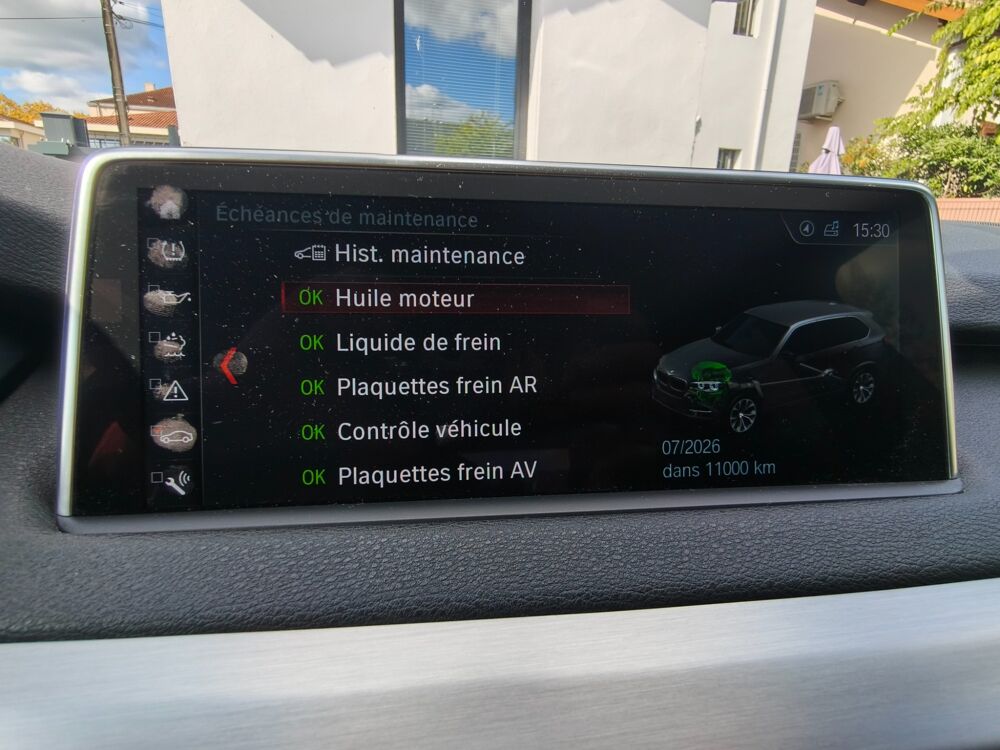 Échéances de maintenance
15:30
Hist. maintenance
OK Huile moteur
OK Liquide de frein
OK Plaquettes frein AR
OK Contrôle véhicule
OK Plaquettes frein AV
07/2026
dans 11000 km